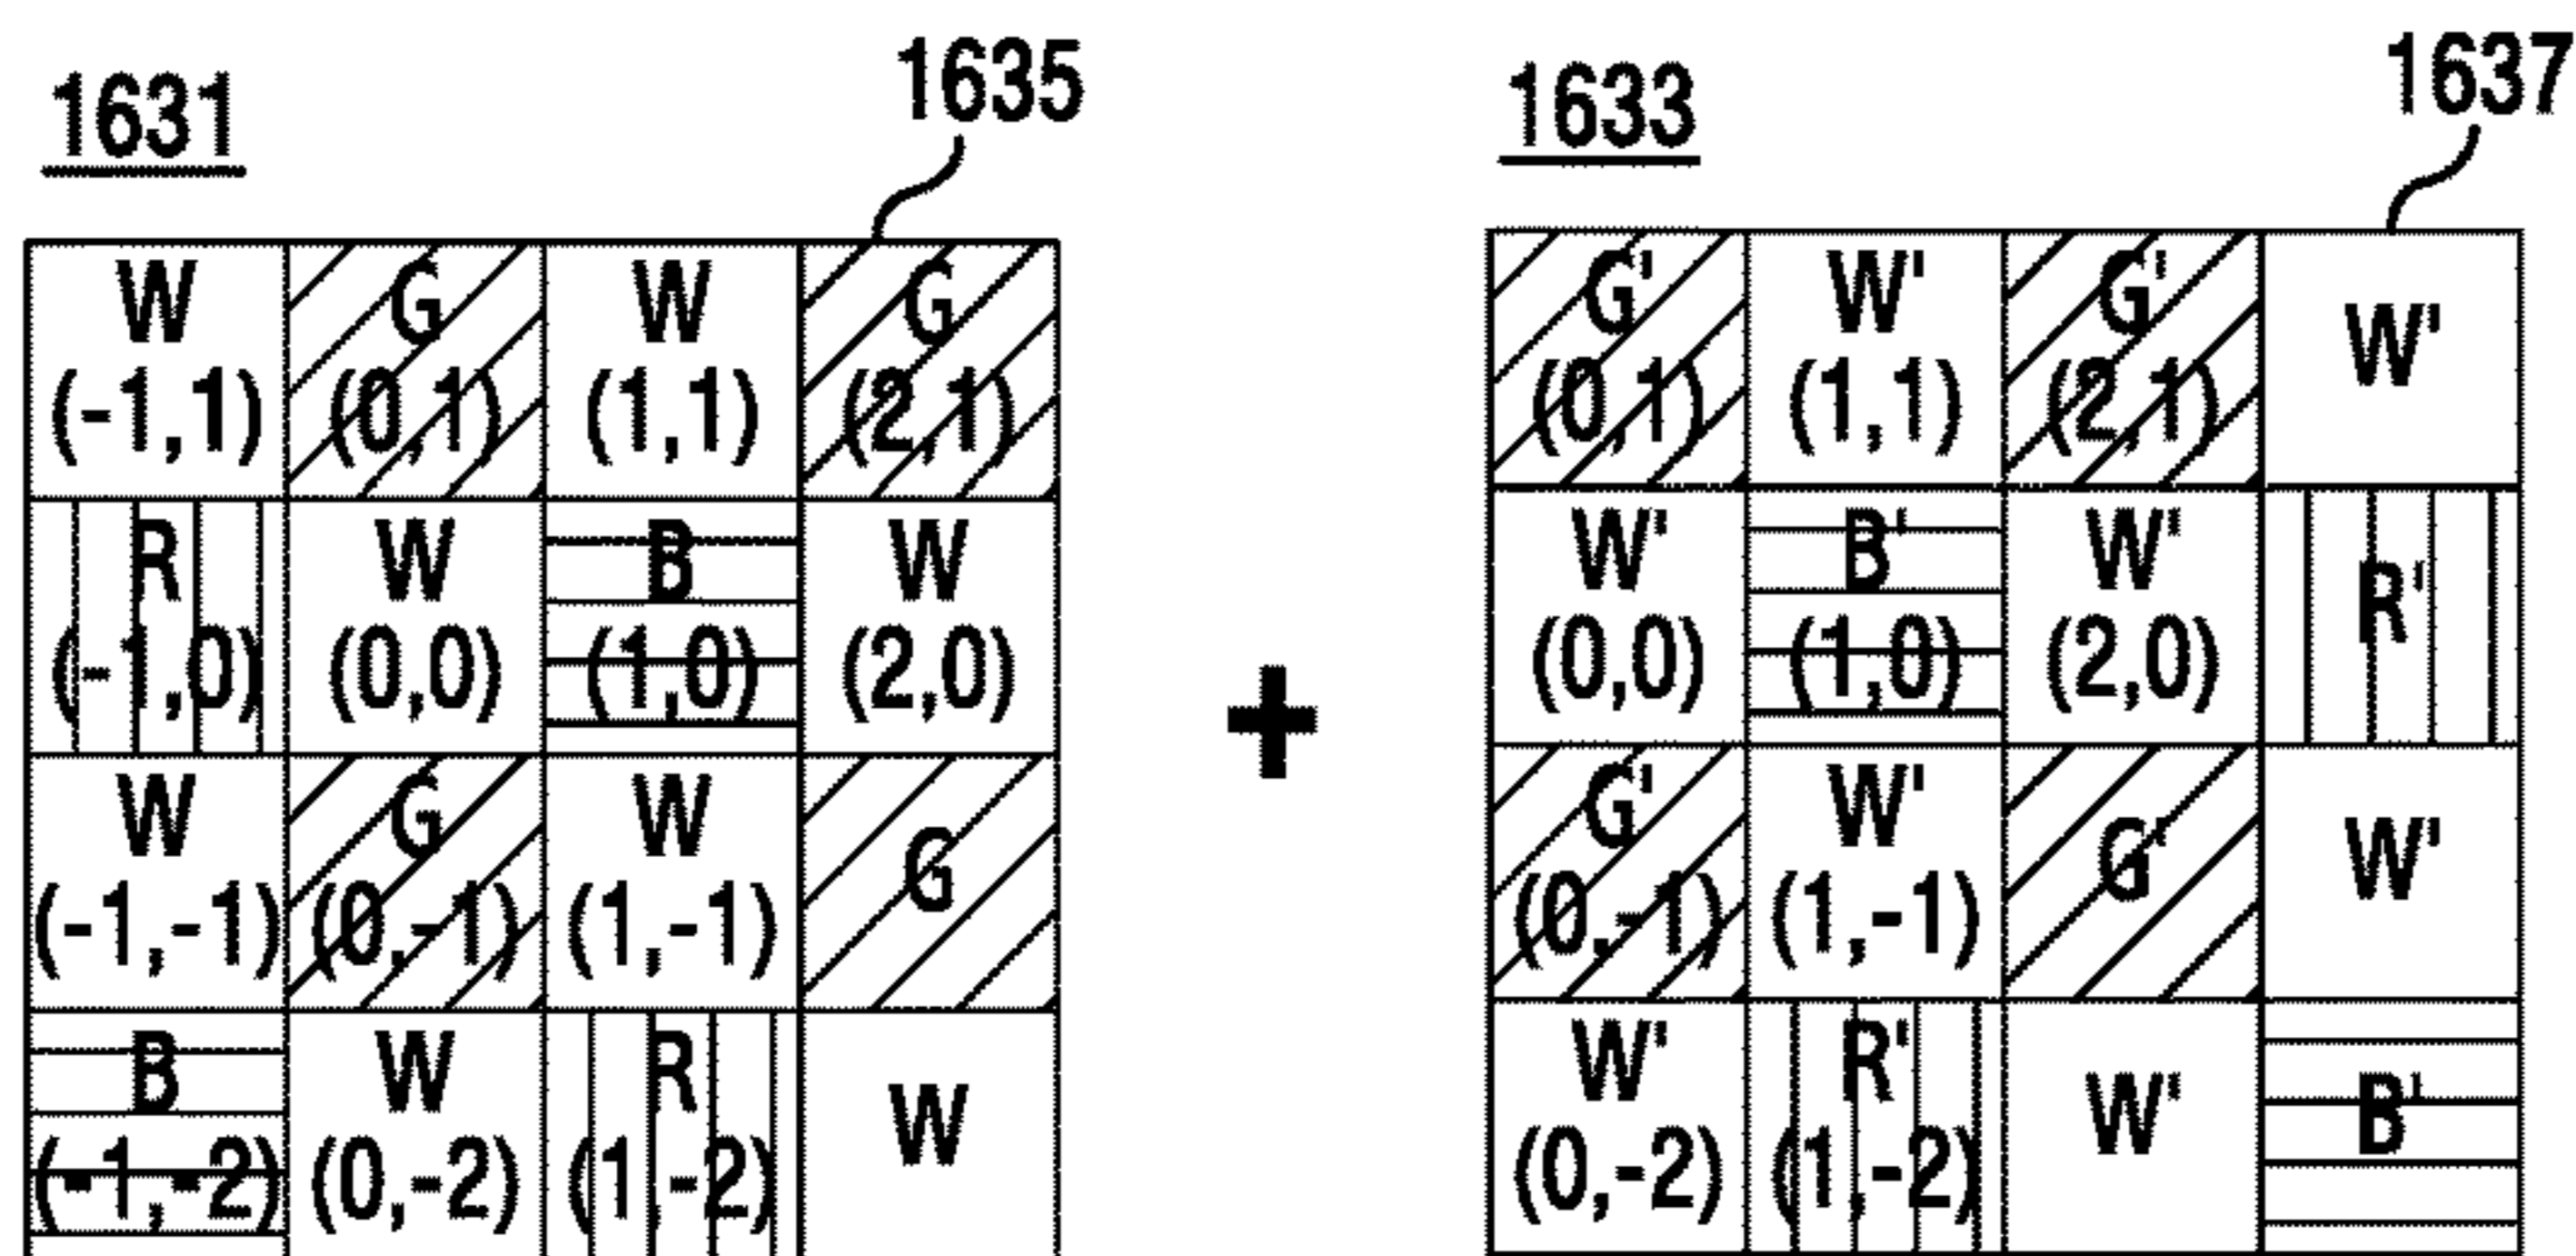 1631 1635 1633 1637
W G W G G' W' G' W'
(-1,1) (0,1) (1,1) (2,1) (0,1) (1,1) (2,1)
R W B W W' B' W' R'
(-1,0) (0,0) (1,0) (2,0) (0,0) (1,0) (2,0)
+
W G W G G' W' G' W'
(-1,-1) (0,-1) (1,-1) (0,-1) (1,-1)
B W R W W' R' W' B'
(-1,-2) (0,-2) (1,-2) (0,-2) (1,-2)